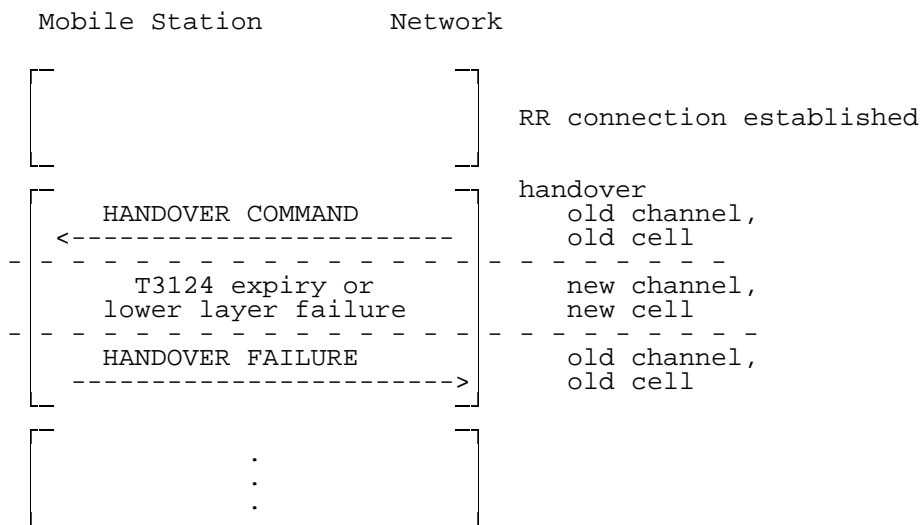 Mobile Station Network
RR connection established
handover
HANDOVER COMMAND old channel,
<------------------------ old cell
- - - - - - - - - - - - - - - - - - - - - - -
T3124 expiry or new channel,
lower layer failure new cell
- - - - - - - - - - - - - - - - - - - - - - - -
HANDOVER FAILURE old channel,
------------------------> old cell
.
.
.